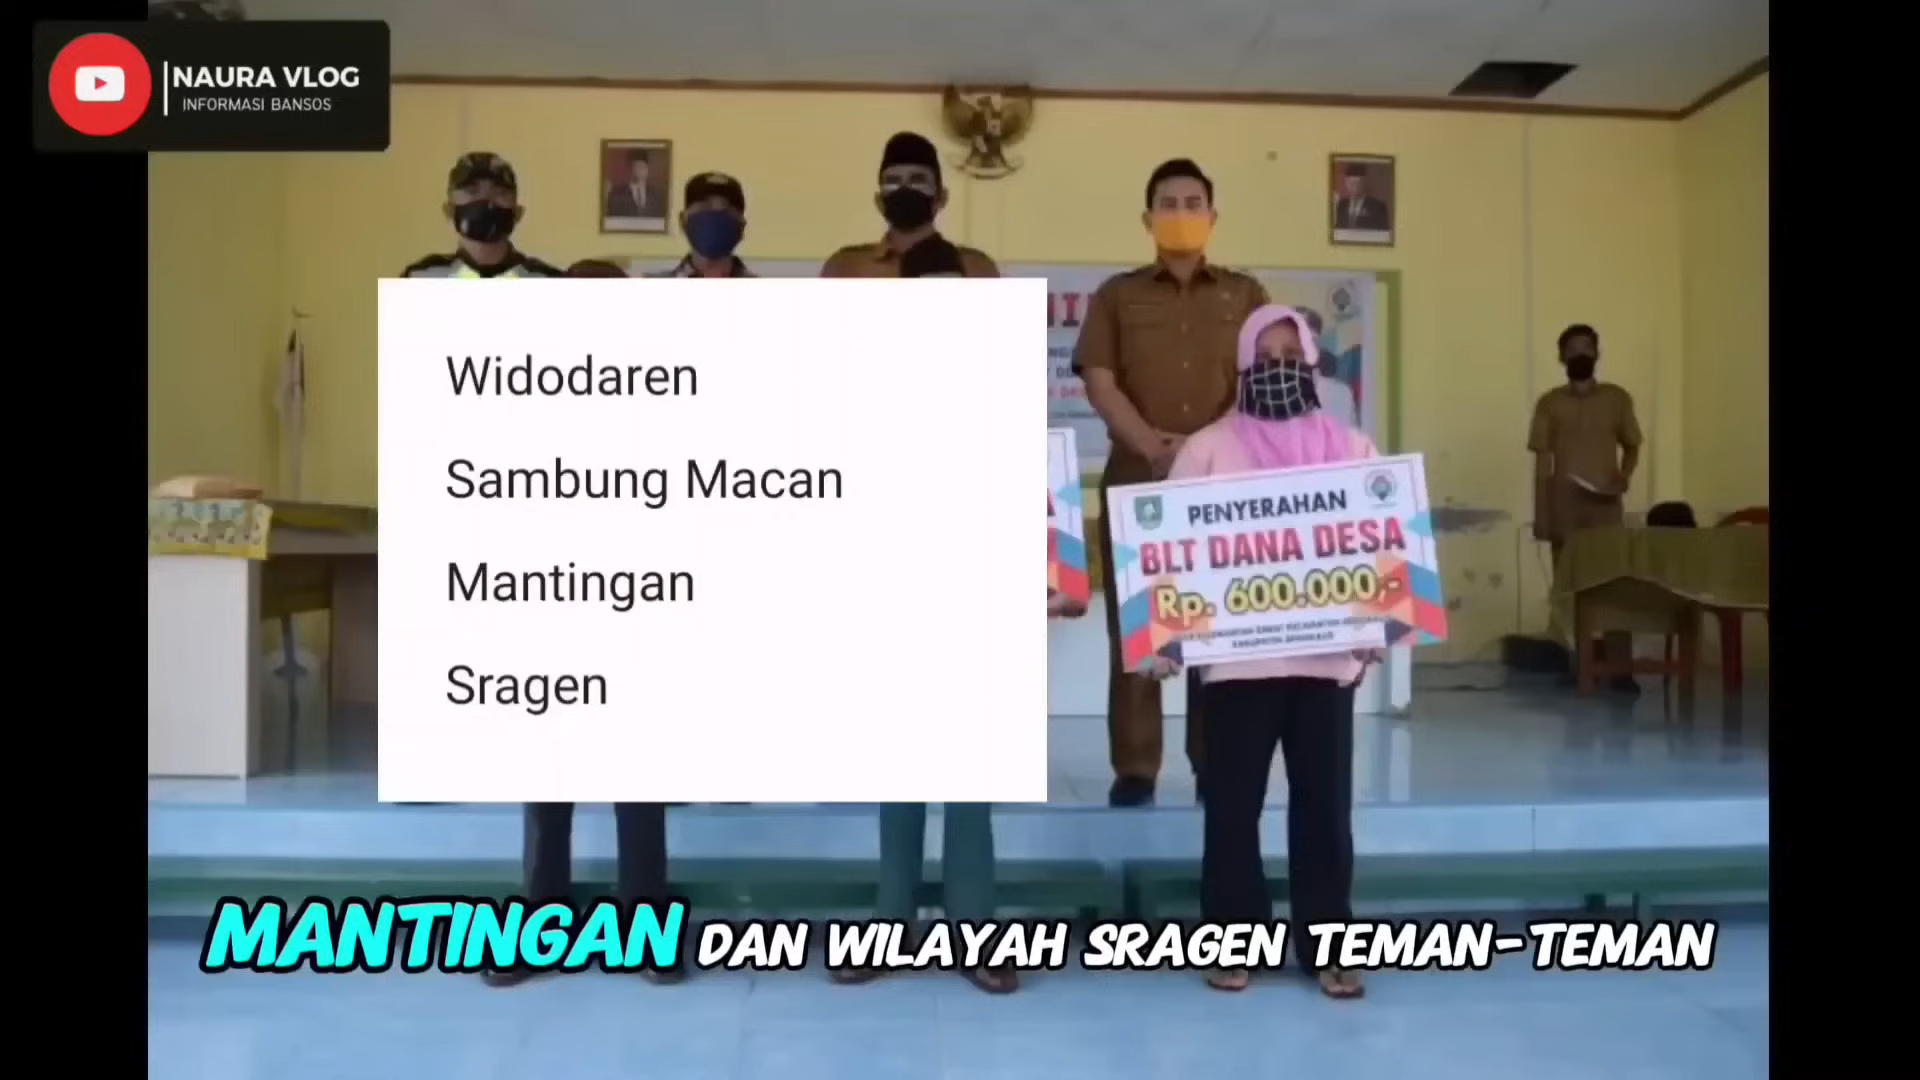 NAURA VLOG
INFORMASI BANSOS
Widodaren
Sambung Macan
Mantingan
Sragen
PENYERAHAN
BLT DANA DESA
Rp. 600.000,-
MANTINGAN DAN WILAYAH SRAGEN TEMAN-TEMAN